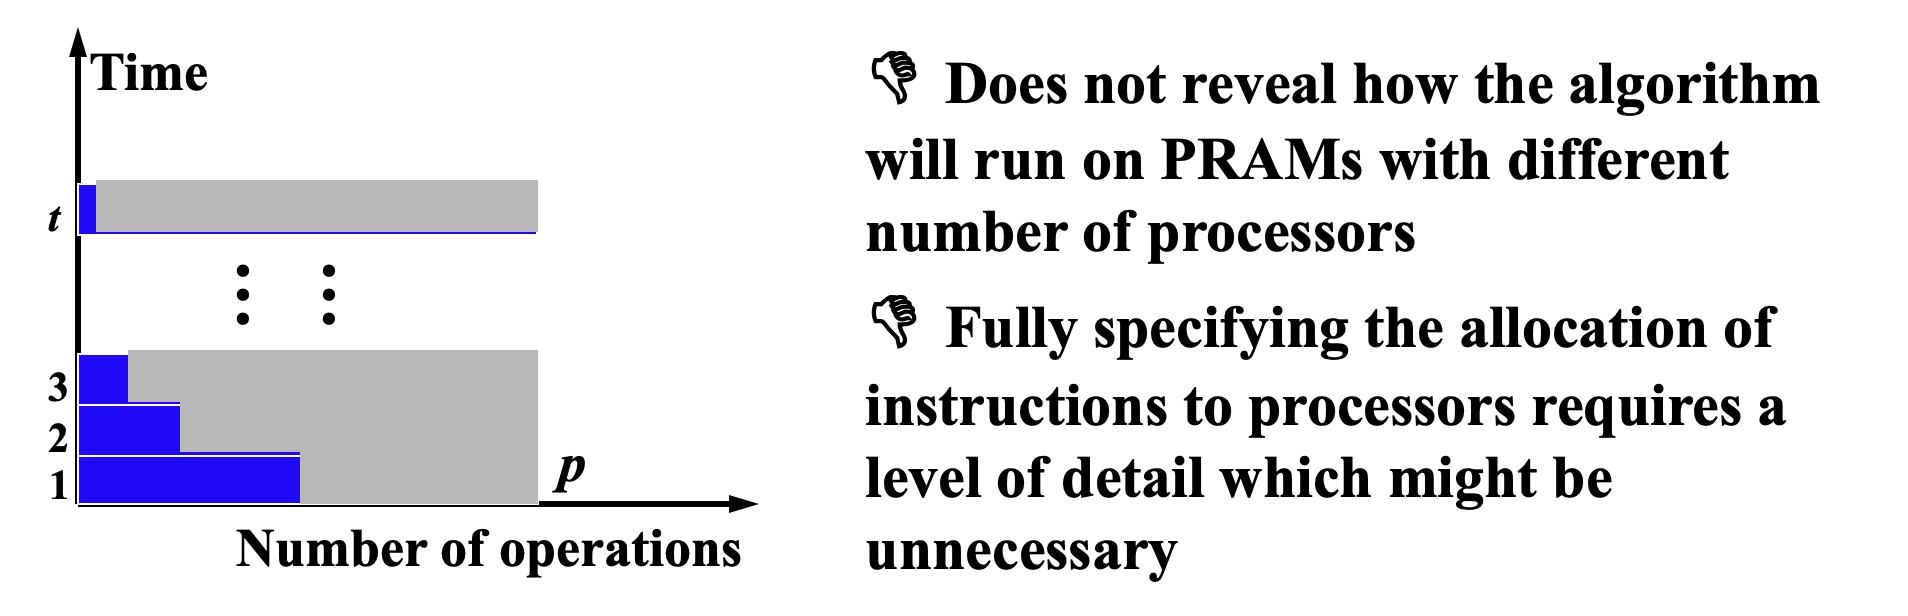 Time
t
3
2
1
p
Number of operations
👎 Does not reveal how the algorithm
will run on PRAMs with different
number of processors
👎 Fully specifying the allocation of
instructions to processors requires a
level of detail which might be
unnecessary